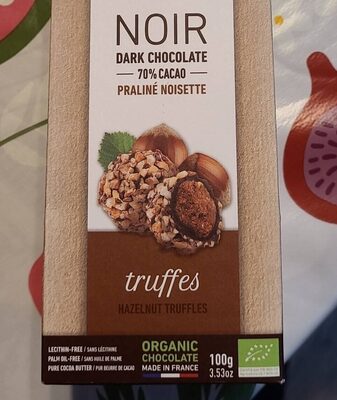 NOIR
DARK CHOCOLATE
70% CACAO
PRALINÉ NOISETTE
truffes
HAZELNUT TRUFFLES
LECITHIN-FREE / SANS LÉCITHINE
PALM OIL-FREE / SANS HUILE DE PALME
PURE COCOA BUTTER / PUR BEURRE DE CACAO
ORGANIC
CHOCOLATE
MADE IN FRANCE
100g
3.53oz